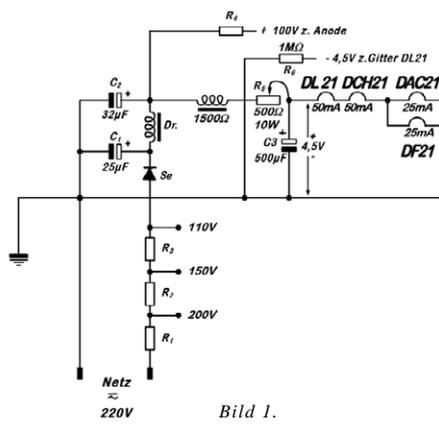 R4
+ 100V z. Anode
1MΩ
- 4,5V z.Gitter DL21
R6
C2
+
32µF
R5
DL21 DCH21 DAC21
1500Ω
500Ω
10W
50mA 50mA 25mA
Dr.
C1
+
25µF
C3
+
500µF
+
4,5V
-
25mA
DF21
Se
110V
R3
150V
R2
200V
R1
Netz
≂
220V
Bild 1.